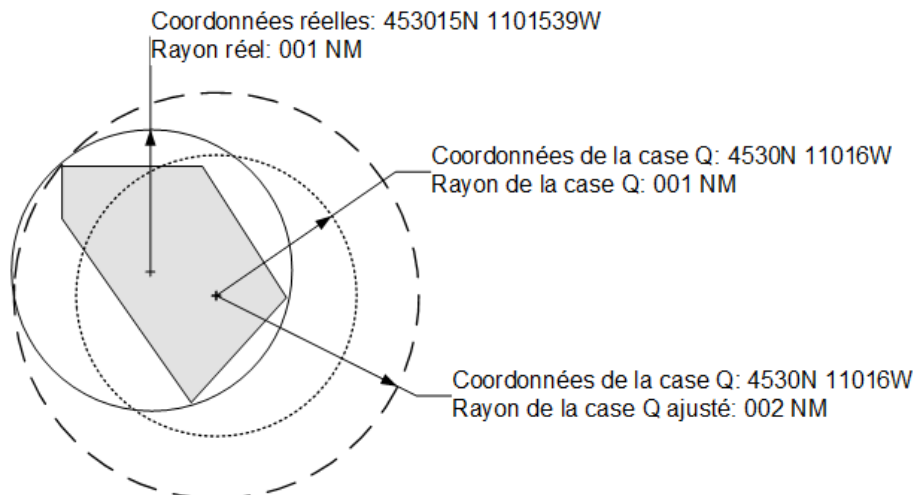 Coordonnées réelles: 453015N 1101539W
Rayon réel: 001 NM
Coordonnées de la case Q: 4530N 11016W
Rayon de la case Q: 001 NM
Coordonnées de la case Q: 4530N 11016W
Rayon de la case Q ajusté: 002 NM